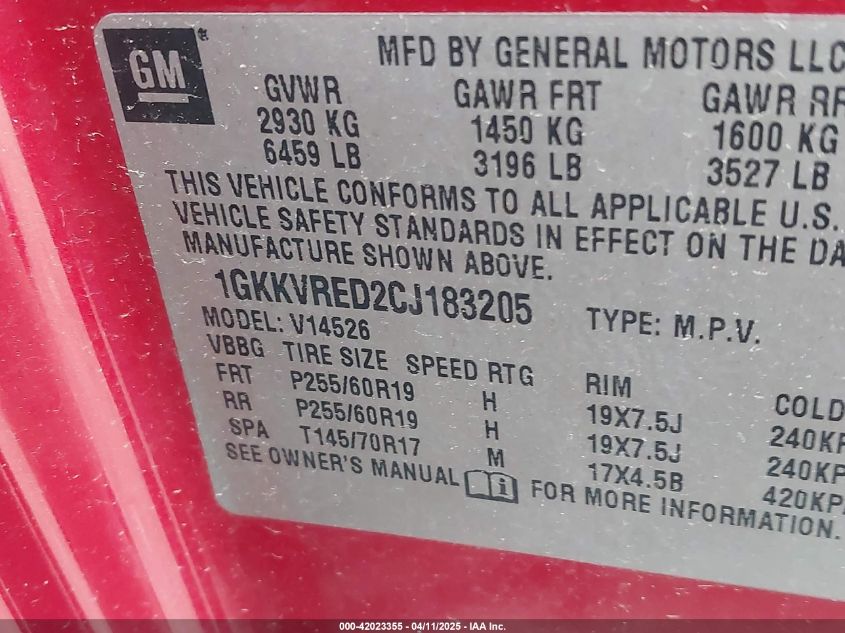 GM
MFD BY GENERAL MOTORS LLC
GVWR GAWR FRT GAWR RR
2930 KG 1450 KG 1600 KG
6459 LB 3196 LB 3527 LB
THIS VEHICLE CONFORMS TO ALL APPLICABLE U.S.
VEHICLE SAFETY STANDARDS IN EFFECT ON THE DA
MANUFACTURE SHOWN ABOVE.
1GKKVRED2CJ183205 TYPE: M.P.V.
MODEL: V14526
VBBG TIRE SIZE SPEED RTG RIM COLD
FRT P255/60R19 H 19X7.5J 240KP
RR P255/60R19 H 19X7.5J 240KP
SPA T145/70R17 M 17X4.5B 420KPA
SEE OWNER'S MANUAL i FOR MORE INFORMATION.
000-42023355 - 04/11/2025 - IAA Inc.